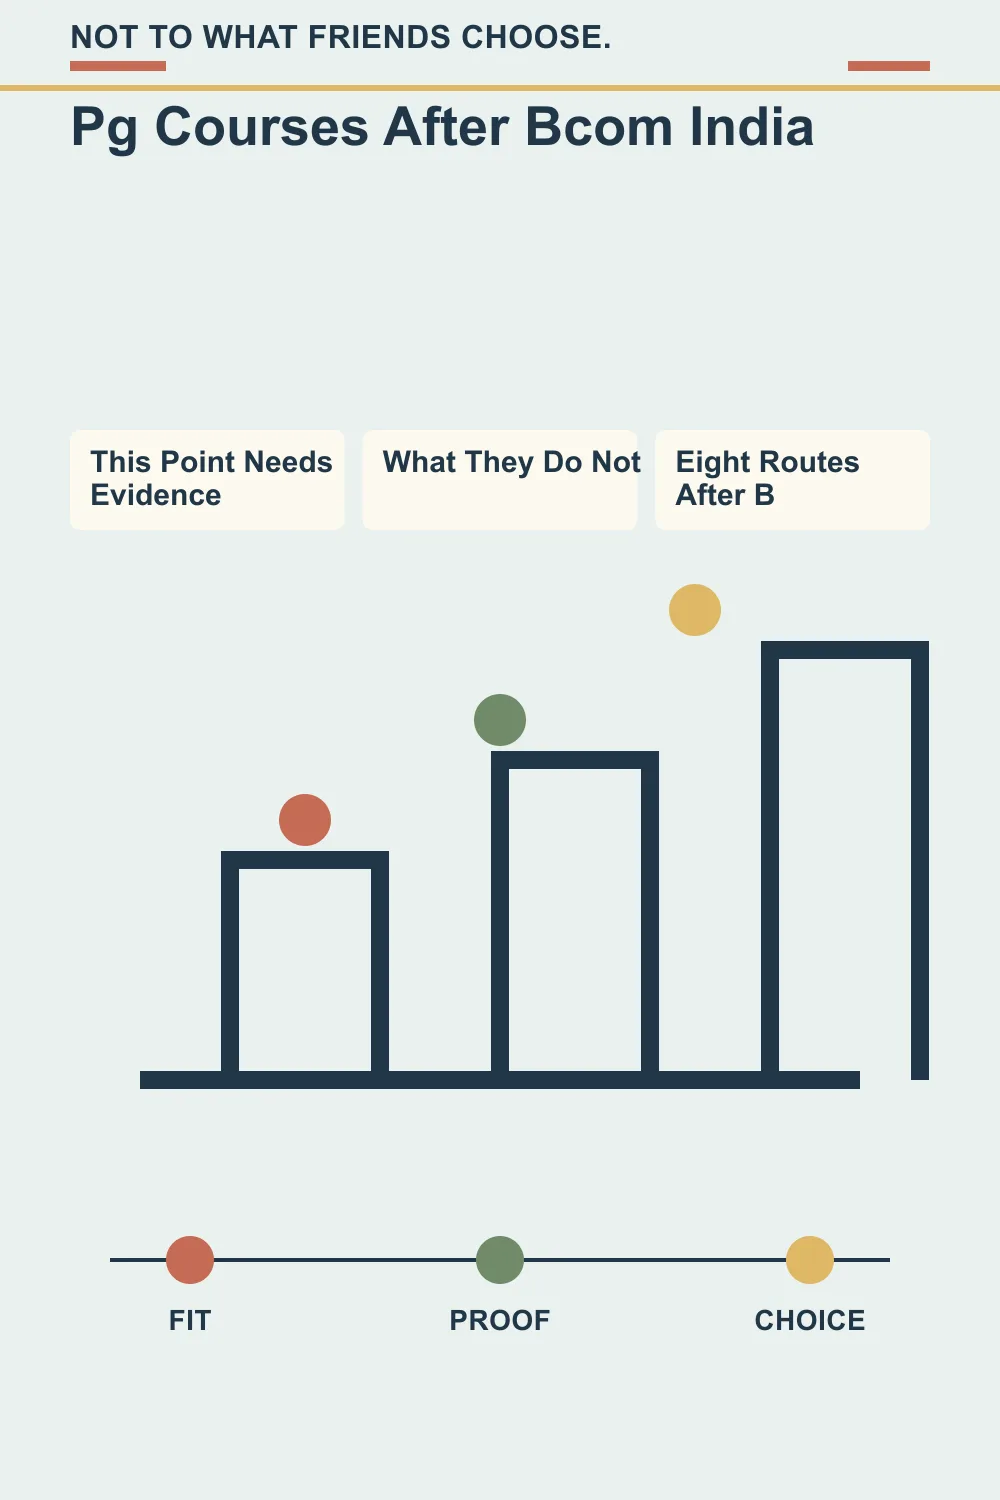 NOT TO WHAT FRIENDS CHOOSE.
Pg Courses After Bcom India
This Point Needs
Evidence
What They Do Not
Eight Routes
After B
FIT
PROOF
CHOICE